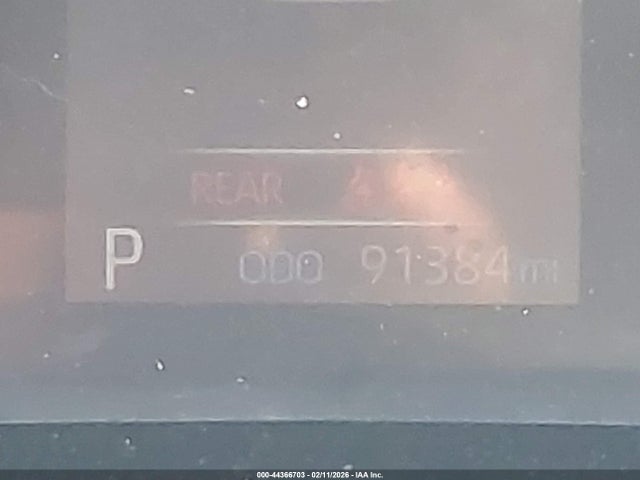 REAR
P ODO 91384 mi
000-44366703 - 02/11/2026 - IAA Inc.